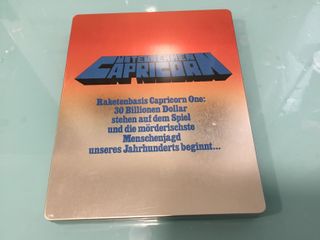 UNTERNEHMEN
CAPRICORN
Raketenbasis Capricorn One:
30 Billionen Dollar
stehen auf dem Spiel
und die mörderischste
Menschenjagd
unseres Jahrhunderts beginnt...